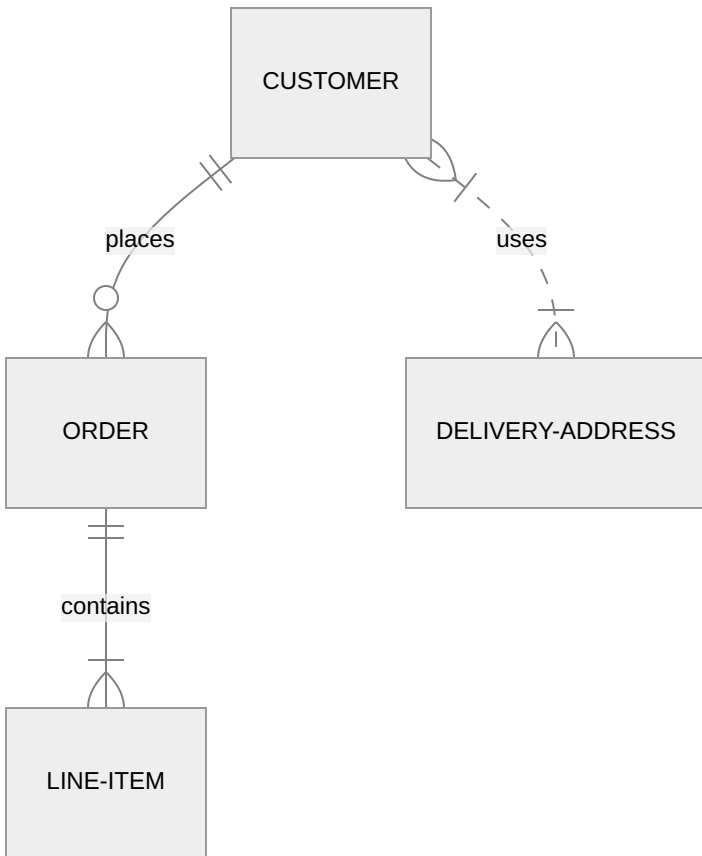 CUSTOMER
places
uses
ORDER
DELIVERY-ADDRESS
contains
LINE-ITEM